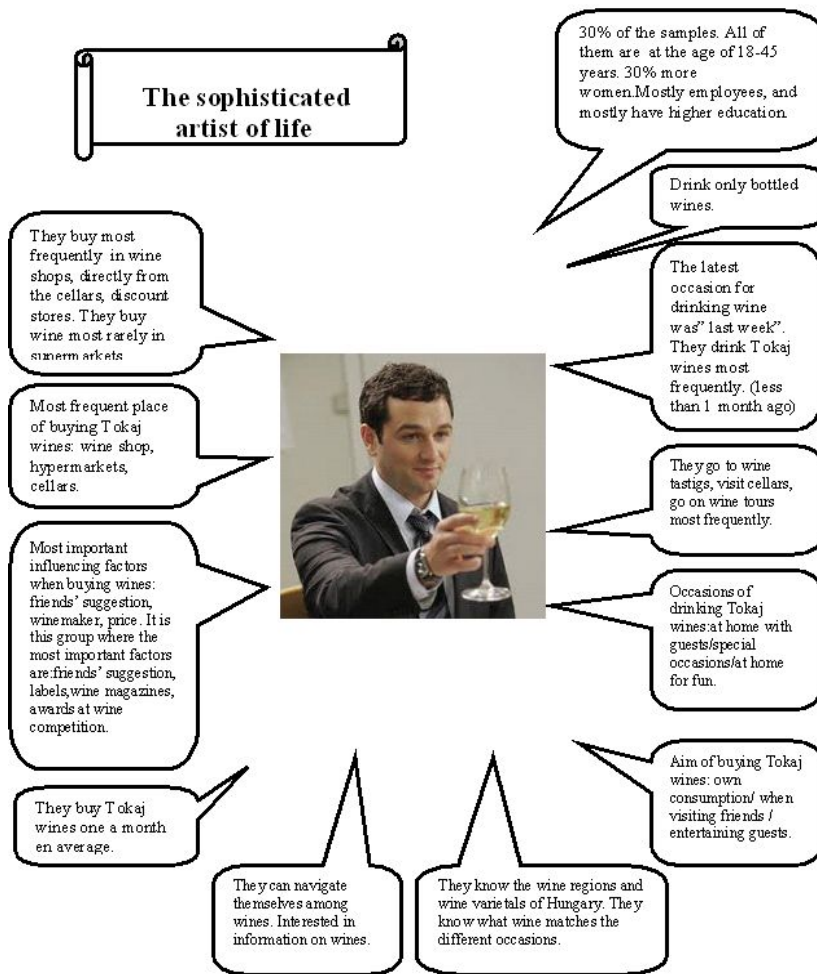 The sophisticated
artist of life
30% of the samples. All of
them are at the age of 18-45
years. 30% more
women.Mostly employees, and
mostly have higher education.
Drink only bottled
wines.
They buy most
frequently in wine
shops, directly from
the cellars, discount
stores. They buy
wine most rarely in
supermarkets
The latest
occasion for
drinking wine
was” last week”.
They drink Tokaj
wines most
frequently. (less
than 1 month ago)
Most frequent place
of buying Tokaj
wines: wine shop,
hypermarkets,
cellars.
They go to wine
tastigs, visit cellars,
go on wine tours
most frequently.
Most important
influencing factors
when buying wines:
friends’ suggestion,
winemaker, price. It is
this group where the
most important factors
are:friends’ suggestion,
labels,wine magazines,
awards at wine
competition.
Occasions of
drinking Tokaj
wines:at home with
guests/special
occasions/at home
for fun.
Aim of buying Tokaj
wines: own
consumption/ when
visiting friends /
entertaining guests.
They buy Tokaj
wines one a month
en average.
They can navigate
themselves among
wines. Interested in
information on wines.
They know the wine regions and
wine varietals of Hungary. They
know what wine matches the
different occasions.